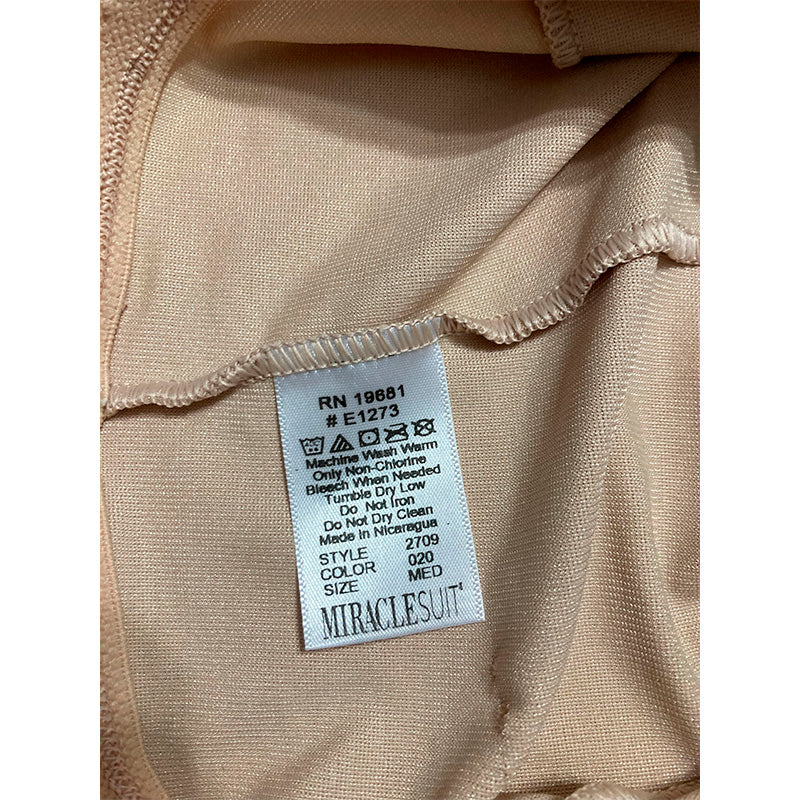 RN 19681
# E1273
Machine Wash Warm
Only Non-Chlorine
Bleach When Needed
Tumble Dry Low
Do Not Iron
Do Not Dry Clean
Made in Nicaragua
STYLE 2709
COLOR 020
SIZE MED
MIRACLESUIT